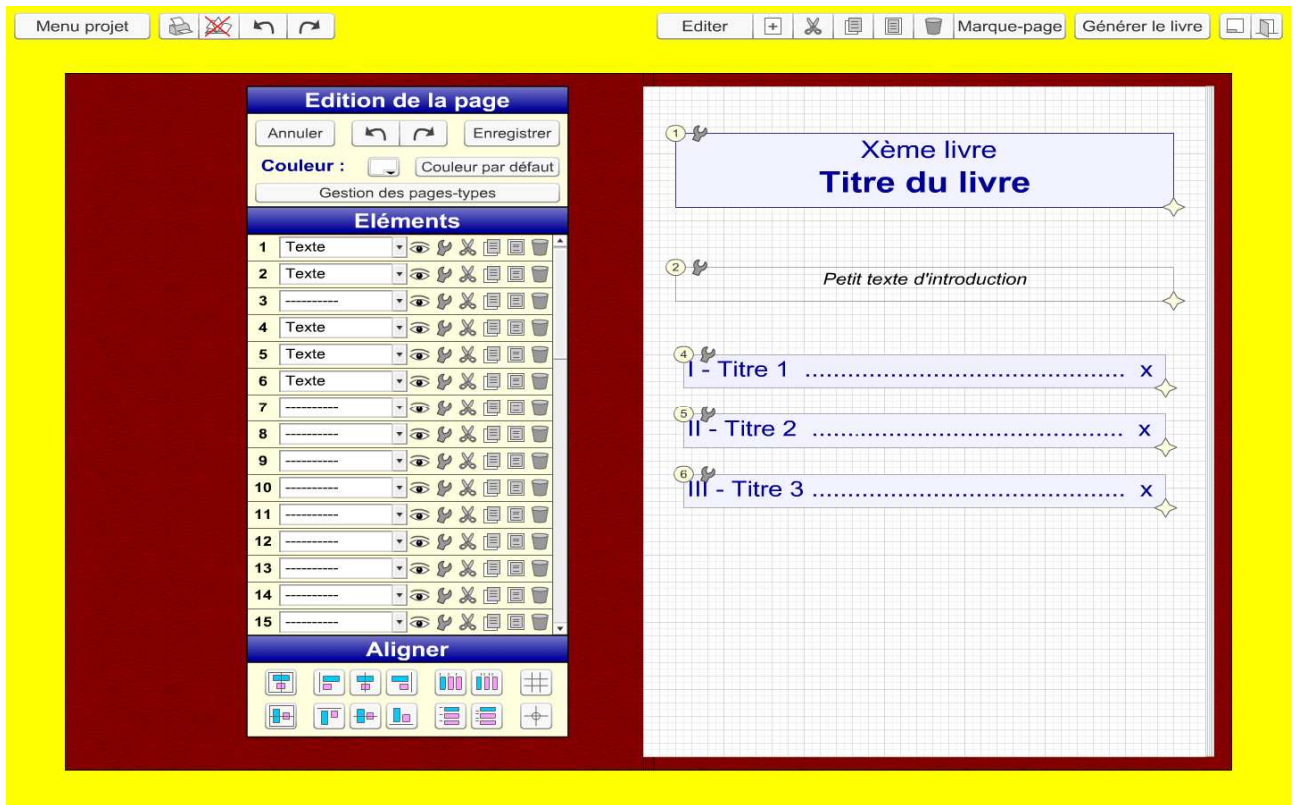 Menu projet
Editer
Marque-page
Générer le livre
Edition de la page
Annuler
Enregistrer
Couleur :
Couleur par défaut
Gestion des pages-types
Eléments
1 Texte
2 Texte
3 ----------
4 Texte
5 Texte
6 Texte
7 ----------
8 ----------
9 ----------
10 ----------
11 ----------
12 ----------
13 ----------
14 ----------
15 ----------
Aligner
1
Xème livre
Titre du livre
2
Petit texte d'introduction
4
I - Titre 1 ............................................ x
5
II - Titre 2 ........................................... x
6
III - Titre 3 ........................................... x